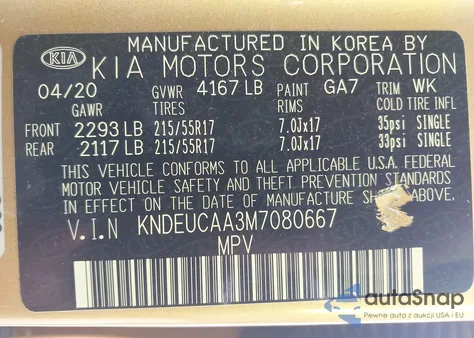 MANUFACTURED IN KOREA BY
KIA KIA MOTORS CORPORATION
04/20 GVWR 4167 LB PAINT GA7 TRIM WK
GAWR TIRES RIMS COLD TIRE INFL
FRONT 2293 LB 215/55R17 7.0Jx17 35psi SINGLE
REAR 2117 LB 215/55R17 7.0Jx17 33psi SINGLE
THIS VEHICLE CONFORMS TO ALL APPLICABLE U.S.A. FEDERAL
MOTOR VEHICLE SAFETY AND THEFT PREVENTION STANDARDS
IN EFFECT ON THE DATE OF MANUFACTURE ABOVE.
V.I.N KNDEUCAA3M7080667
MPV
autoSnap
Pewne auta z aukcji USA i EU